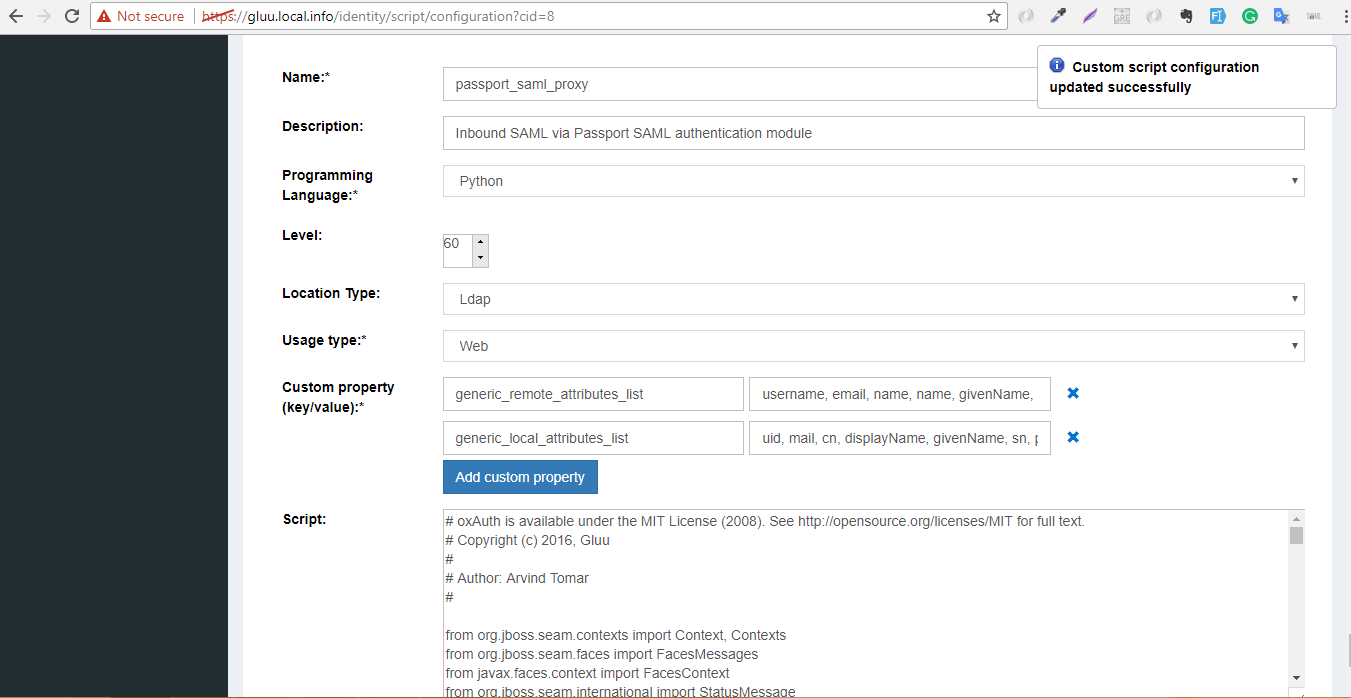 Not secure | https://gluu.local.info/identity/script/configuration?cid=8
Custom script configuration
updated successfully
Name:*
passport_saml_proxy
Description:
Inbound SAML via Passport SAML authentication module
Programming
Language:*
Python
Level:
60
Location Type:
Ldap
Usage type:*
Web
Custom property
(key/value):*
generic_remote_attributes_list
username, email, name, name, givenName,
generic_local_attributes_list
uid, mail, cn, displayName, givenName, sn,
Add custom property
Script:
# oxAuth is available under the MIT License (2008). See http://opensource.org/licenses/MIT for full text.
# Copyright (c) 2016, Gluu
#
# Author: Arvind Tomar
#
from org.jboss.seam.contexts import Context, Contexts
from org.jboss.seam.faces import FacesMessages
from javax.faces.context import FacesContext
from org.jboss.seam.international import StatusMessage